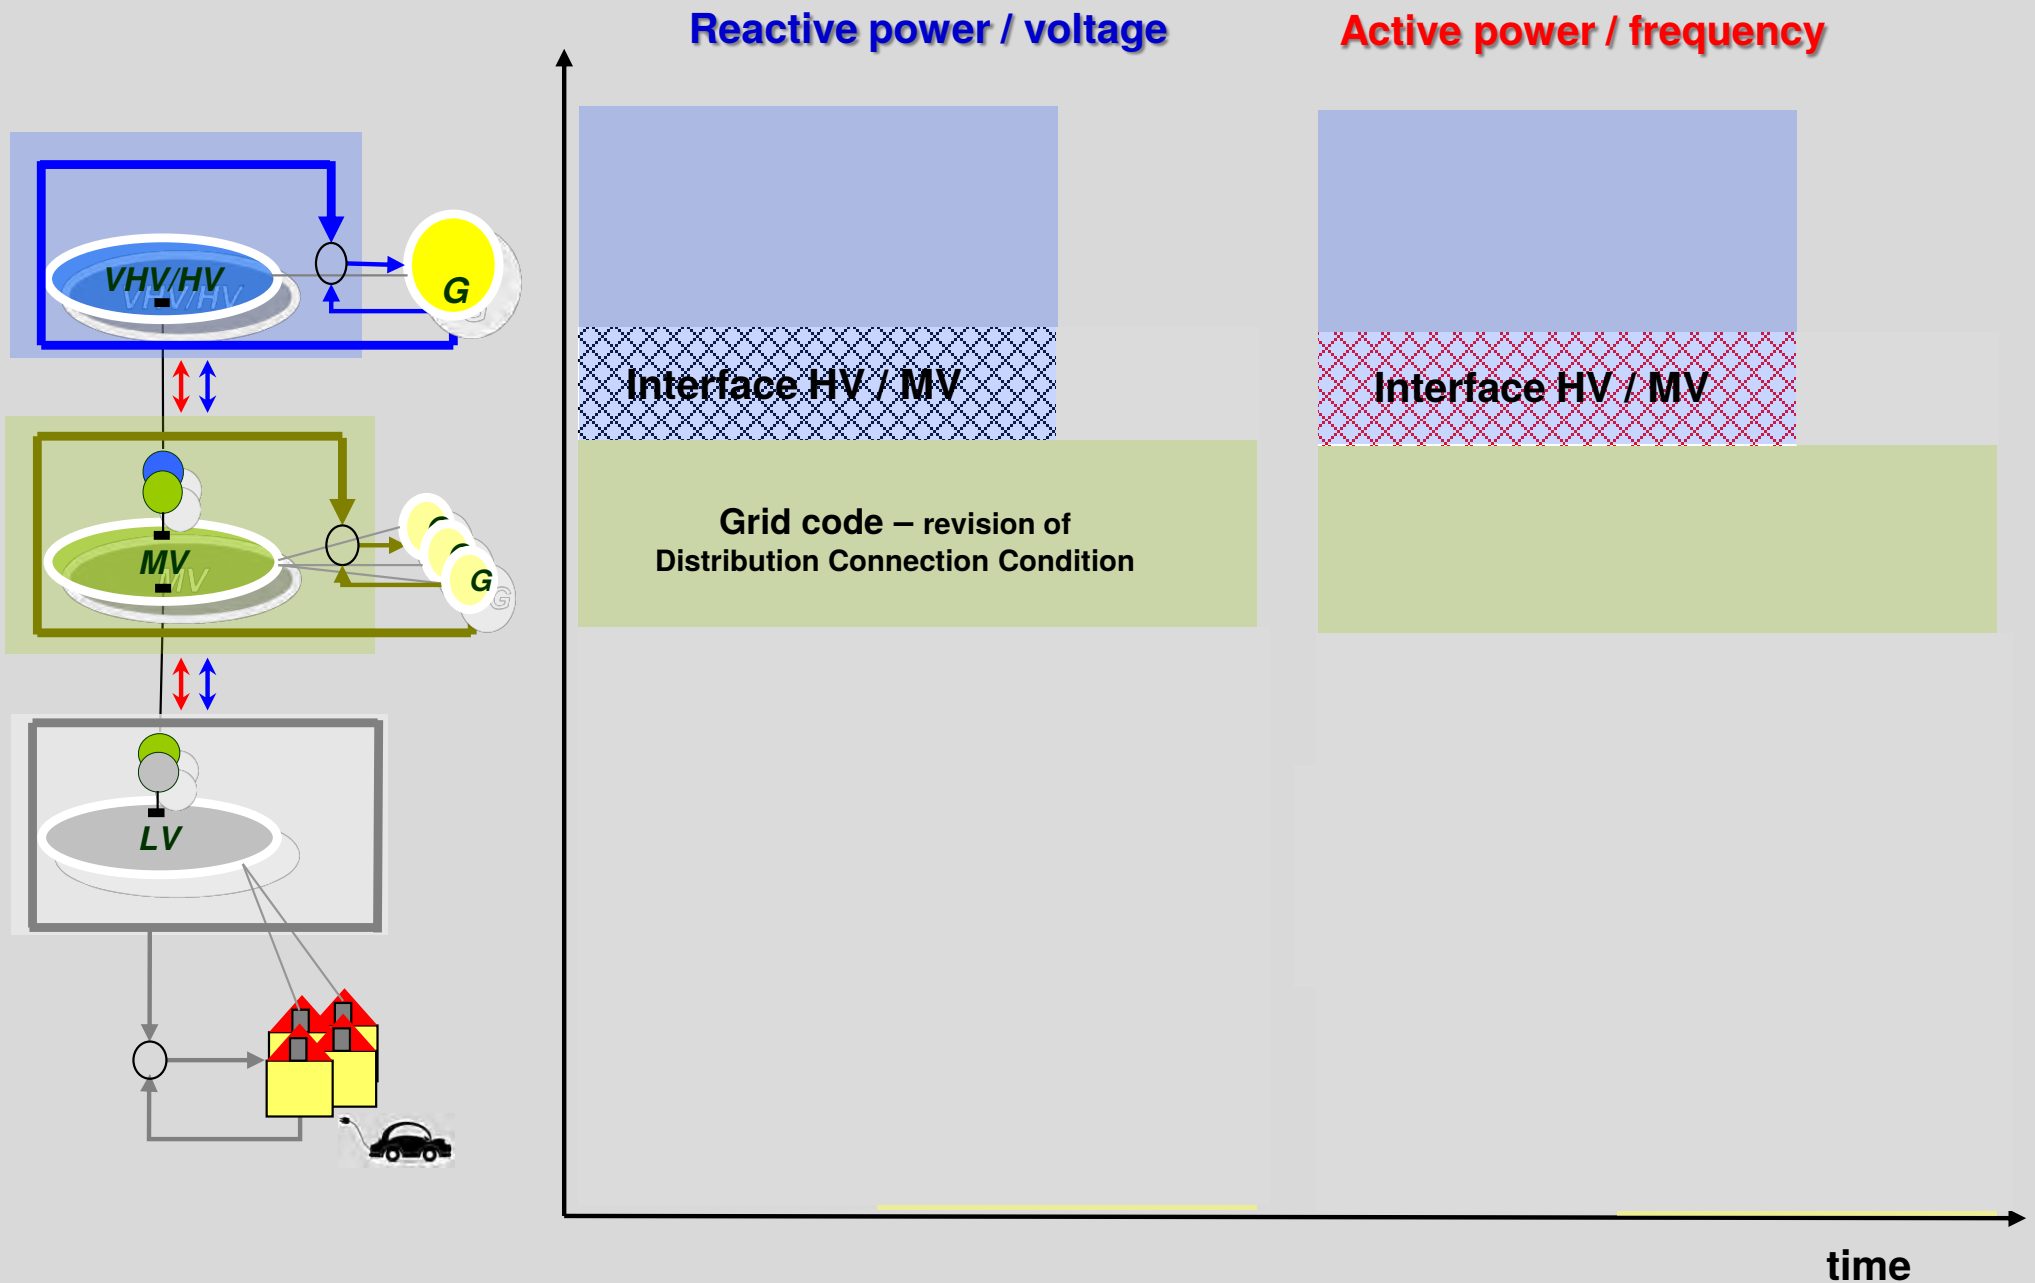 Reactive power / voltage
Active power / frequency
VHV/HV
G
Interface HV / MV
Interface HV / MV
Grid code – revision of
Distribution Connection Condition
MV
G
LV
time